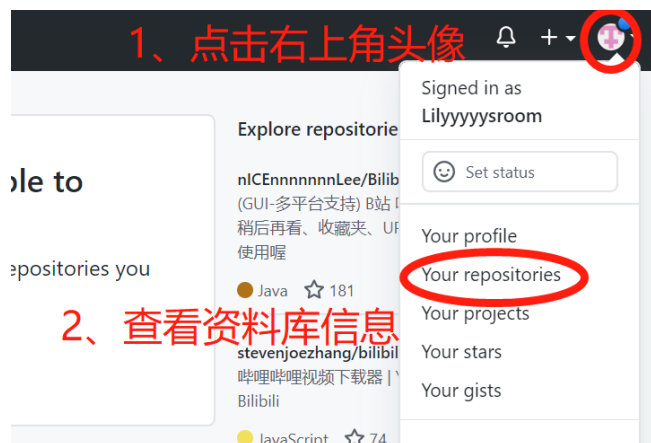 1、点击右上角头像
Signed in as
Lilyyyyysroom
Set status
Your profile
Your repositories
Your projects
Your stars
Your gists
ole to
epositories you
Explore repositorie
nICEnnnnnnnLee/Bilib
(GUI-多平台支持) B站
稍后再看、收藏夹、UF
使用喔
Java 181
2、查看资料库信息
stevenjoezhang/bilibil
哔哩哔哩视频下载器 |
Bilibili
JavaScript 74